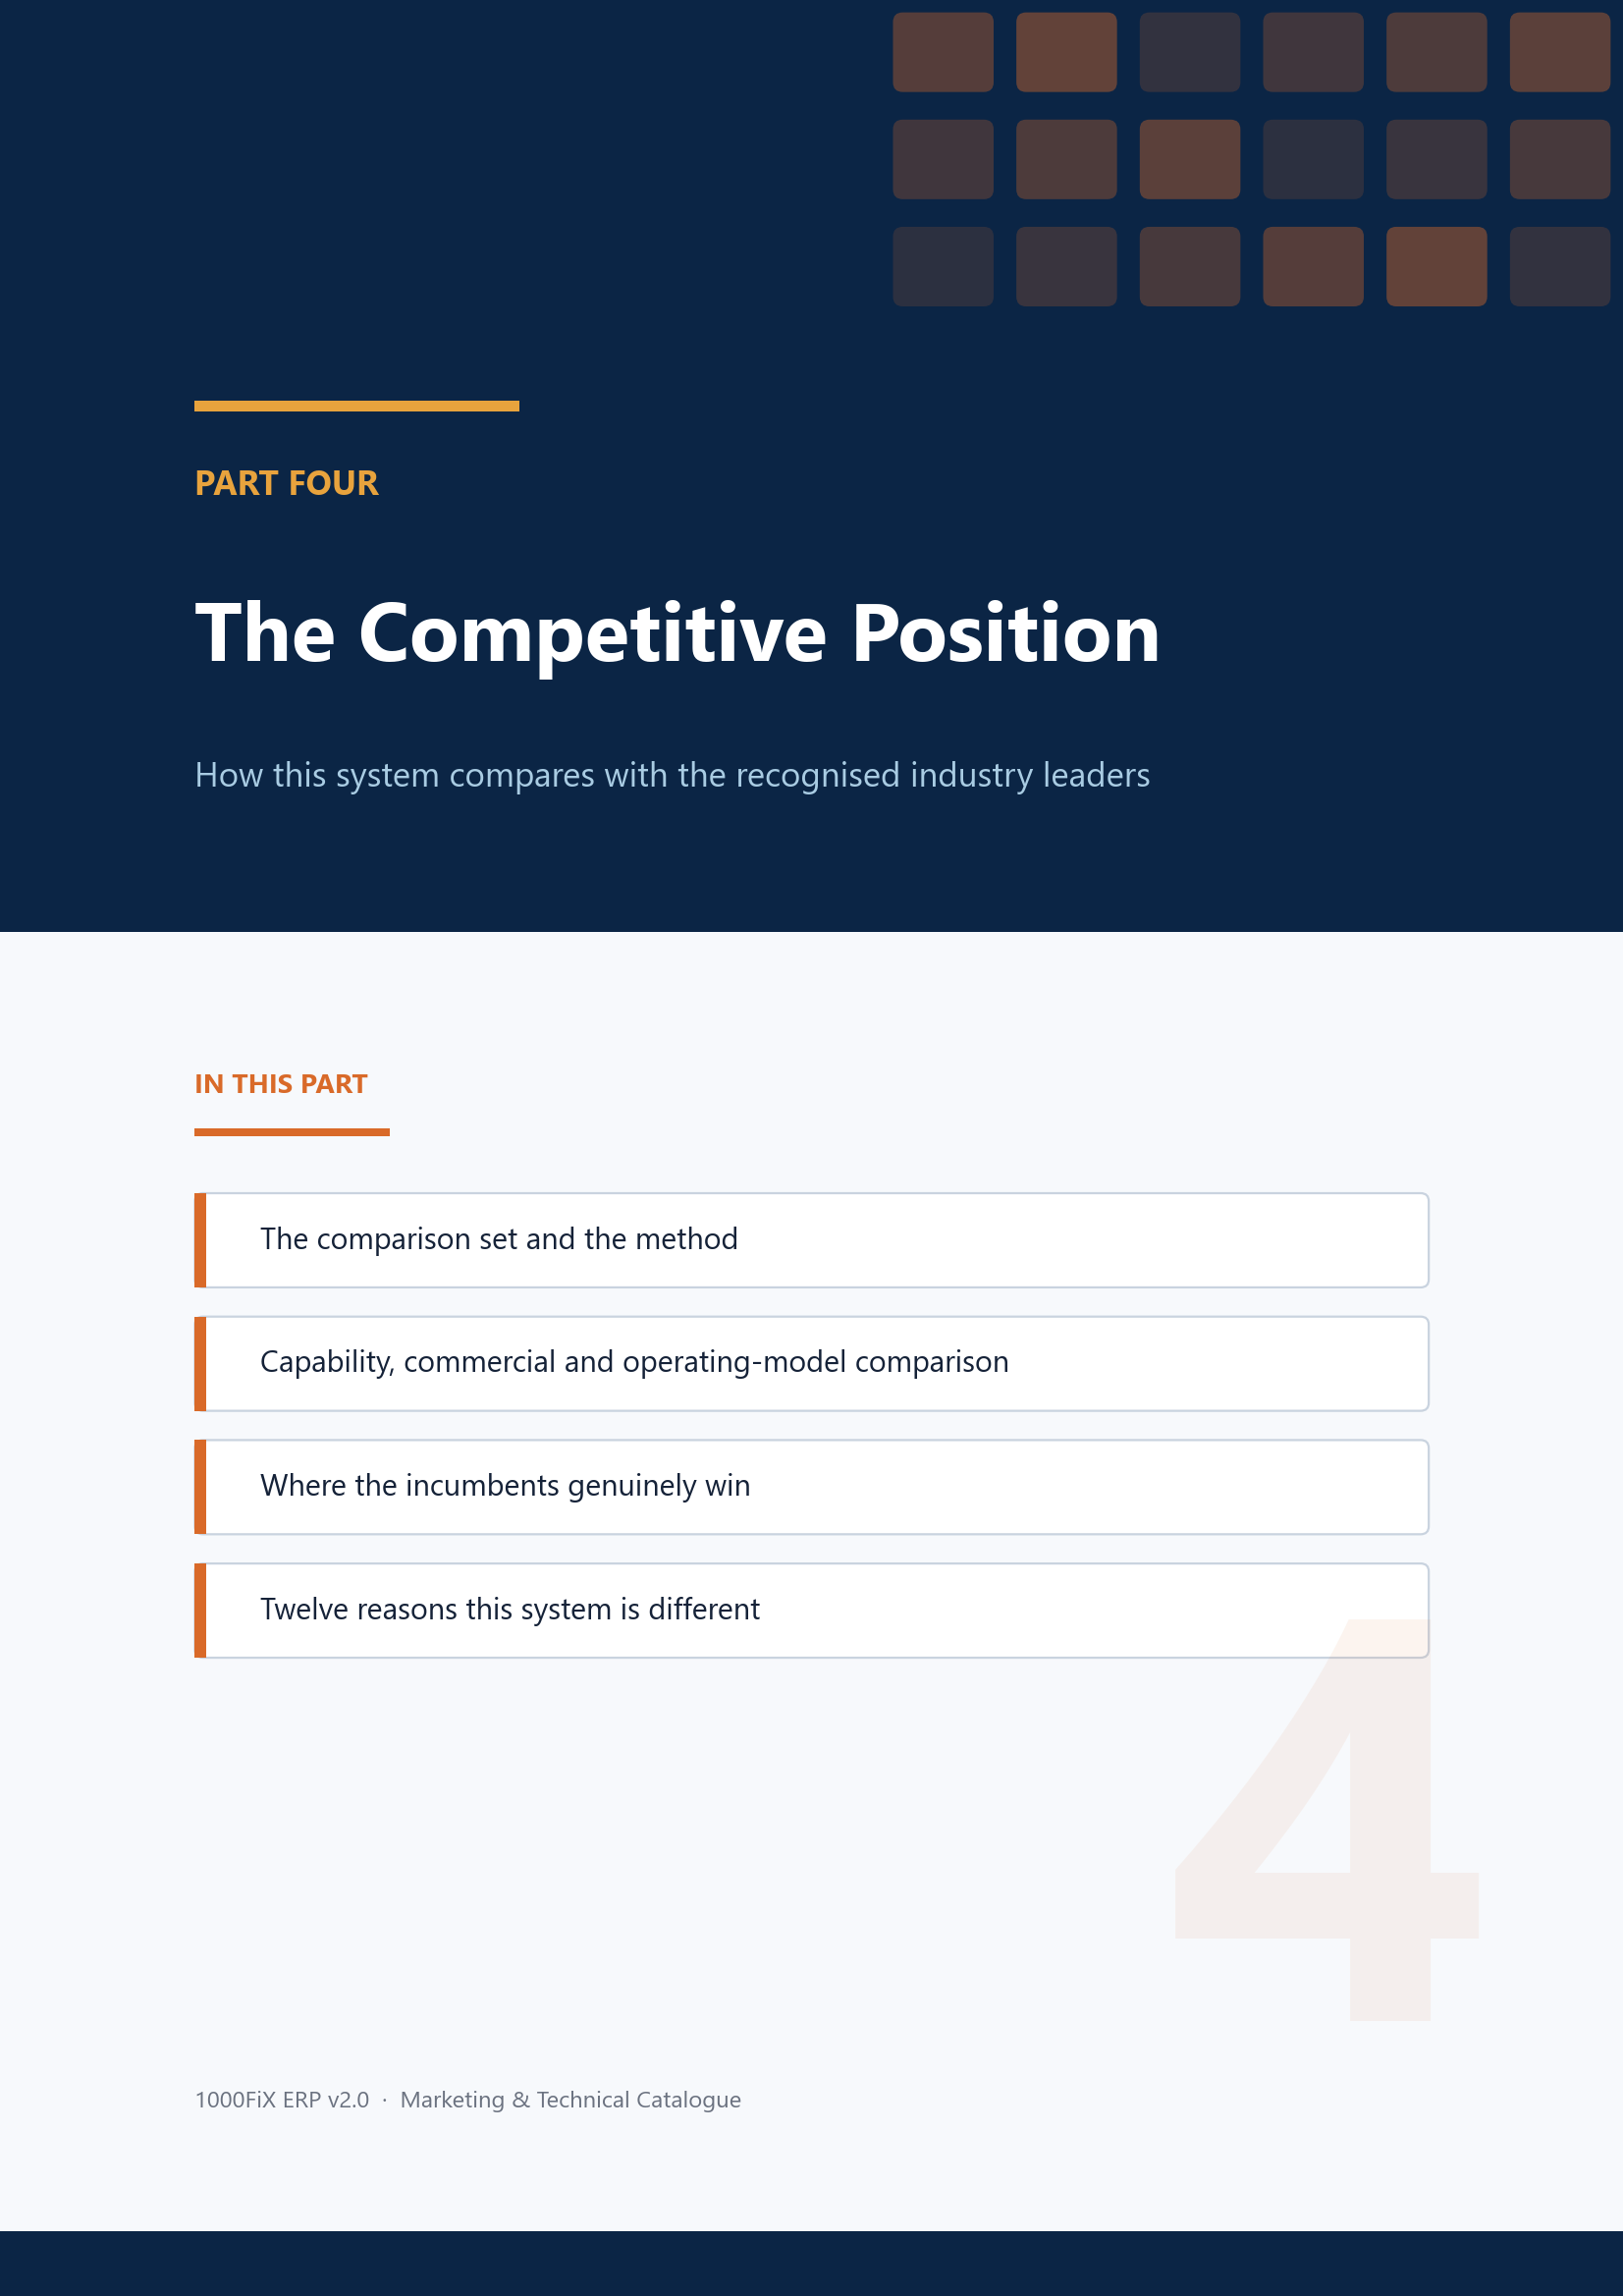 PART FOUR
The Competitive Position
How this system compares with the recognised industry leaders
IN THIS PART
The comparison set and the method
Capability, commercial and operating-model comparison
Where the incumbents genuinely win
Twelve reasons this system is different
4
1000FiX ERP v2.0 · Marketing & Technical Catalogue